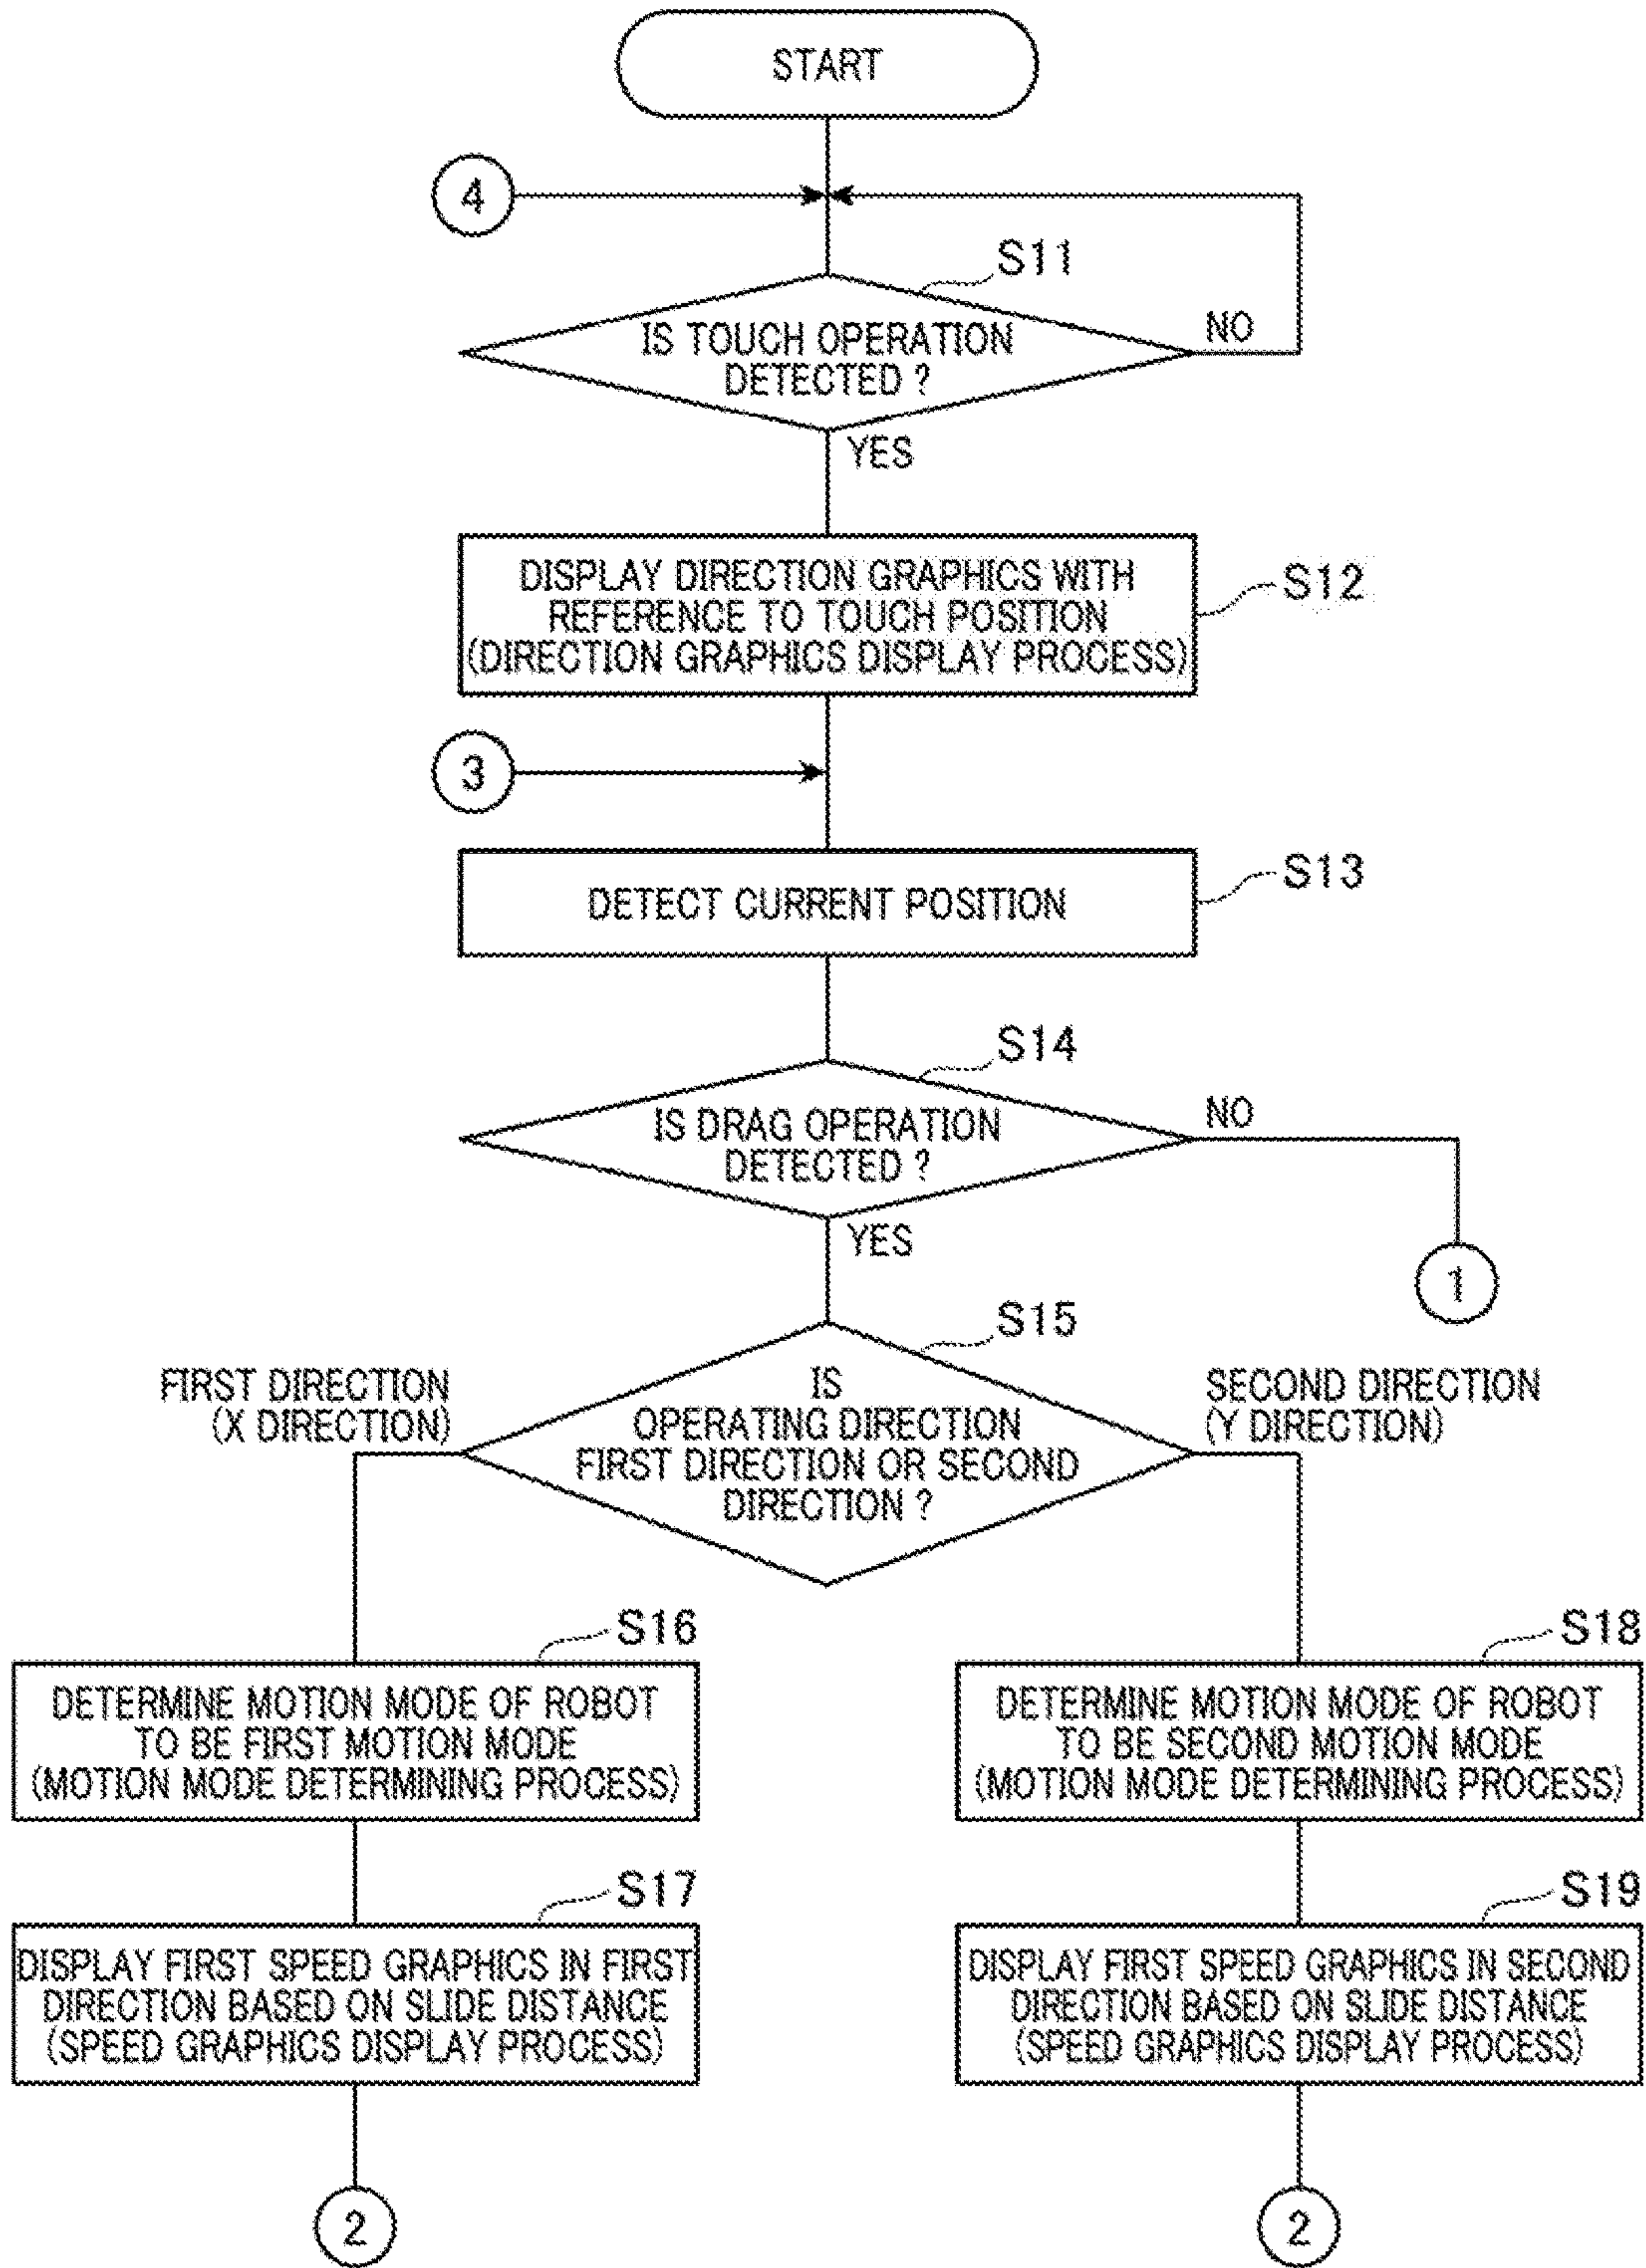 START
4
S11
IS TOUCH OPERATION
DETECTED ?
NO
YES
DISPLAY DIRECTION GRAPHICS WITH
REFERENCE TO TOUCH POSITION
(DIRECTION GRAPHICS DISPLAY PROCESS)
S12
3
DETECT CURRENT POSITION
S13
S14
IS DRAG OPERATION
DETECTED ?
NO
YES
1
S15
FIRST DIRECTION
(X DIRECTION)
IS
OPERATING DIRECTION
FIRST DIRECTION OR SECOND
DIRECTION ?
SECOND DIRECTION
(Y DIRECTION)
S16
DETERMINE MOTION MODE OF ROBOT
TO BE FIRST MOTION MODE
(MOTION MODE DETERMINING PROCESS)
S18
DETERMINE MOTION MODE OF ROBOT
TO BE SECOND MOTION MODE
(MOTION MODE DETERMINING PROCESS)
S17
DISPLAY FIRST SPEED GRAPHICS IN FIRST
DIRECTION BASED ON SLIDE DISTANCE
(SPEED GRAPHICS DISPLAY PROCESS)
S19
DISPLAY FIRST SPEED GRAPHICS IN SECOND
DIRECTION BASED ON SLIDE DISTANCE
(SPEED GRAPHICS DISPLAY PROCESS)
2
2